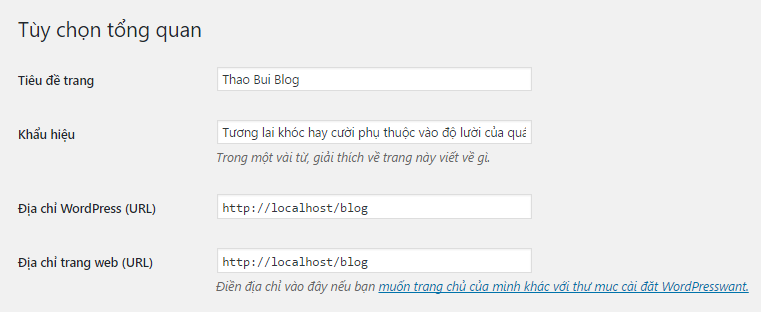 Tùy chọn tổng quan
Tiêu đề trang
Thao Bui Blog
Khẩu hiệu
Tương lai khóc hay cười phụ thuộc vào độ lười của quá
Trong một vài từ, giải thích về trang này viết về gì.
Địa chỉ WordPress (URL)
http://localhost/blog
Địa chỉ trang web (URL)
http://localhost/blog
Điền địa chỉ vào đây nếu bạn muốn trang chủ của mình khác với thư mục cài đặt WordPresswant.